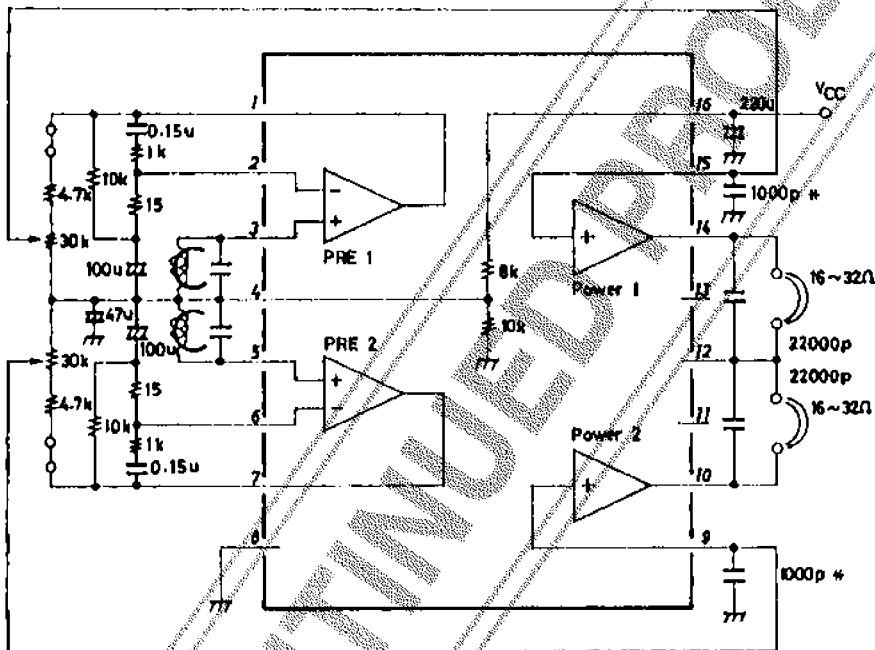 1
16
220u
VCC
0.15u
1k
10k
2
15
4.7k
15
PRE 1
1000p *
14
3
30k
100u
8k
Power 1
13
16~32Ω
4
47u
10k
22000p
12
22000p
100u
5
PRE 2
30k
15
4.7k
10k
6
16~32Ω
11
Power 2
1k
0.15u
7
10
8
9
1000p *
TINUED PRO